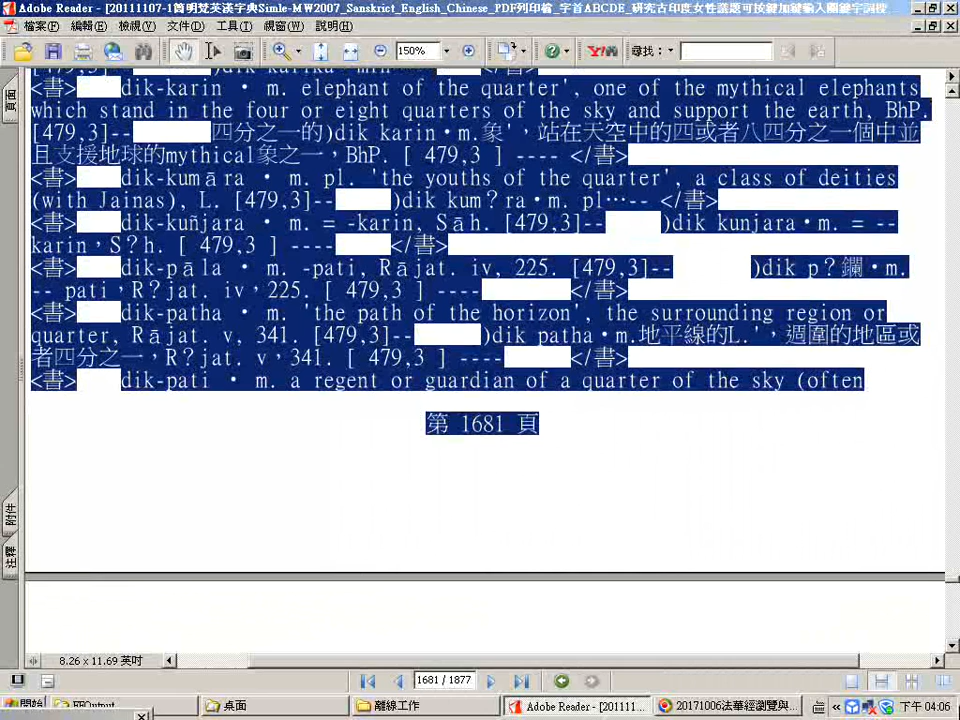 Adobe Reader - [20111107-1簡明梵英漢字典Simle-MW2007_Sanskrict_English_Chinese_PDF列印檔_字首ABCDE_研究古印度女性議題可按鍵加鍵輸入關鍵字詞搜
檔案(F) 編輯(E) 檢視(V) 文件(D) 工具(T) 視窗(W) 說明(H)
150% 尋找：
頁面
<書> dik-karin • m. elephant of the quarter', one of the mythical elephants
which stand in the four or eight quarters of the sky and support the earth, BhP.
[479,3]-- 四分之一的)dik karin•m.象'，站在天空中的四或者八四分之一個中並
且支援地球的mythical象之一，BhP. [ 479,3 ] ---- </書>
<書> dik-kumāra • m. pl. 'the youths of the quarter', a class of deities
(with Jainas), L. [479,3]-- )dik kum？ra•m. pl…-- </書>
<書> dik-kuñjara • m. = -karin, Sāh. [479,3]-- )dik kunjara•m. = --
karin，S？h. [ 479,3 ] ---- </書>
<書> dik-pāla • m. -pati, Rājat. iv, 225. [479,3]-- )dik p？鑭•m.
-- pati，R？jat. iv，225. [ 479,3 ] ---- </書>
<書> dik-patha • m. 'the path of the horizon', the surrounding region or
quarter, Rājat. v, 341. [479,3]-- )dik patha•m.地平線的L. '，週圍的地區或
者四分之一，R？jat. v，341. [ 479,3 ] ---- </書>
<書> dik-pati • m. a regent or guardian of a quarter of the sky (often
第 1681 頁
附件
注釋
8.26 x 11.69 英吋
1681 / 1877
開始 FFOutput 桌面 離線工作 Adobe Reader - [201111... 20171006法華經瀏覽與... 下午 04:06